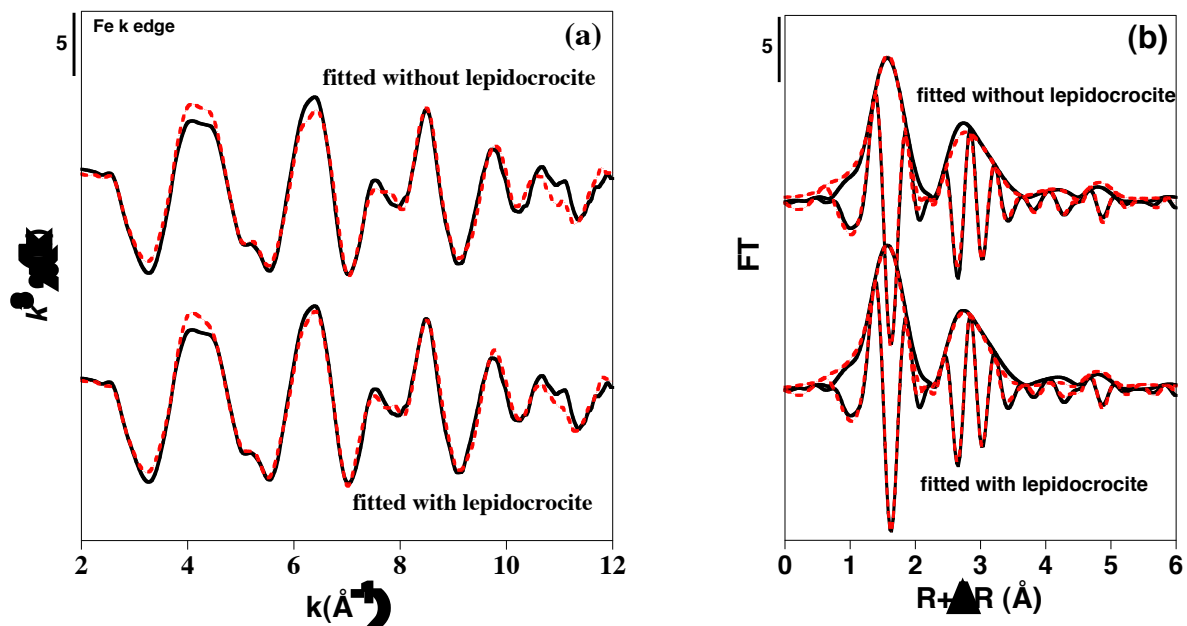 5
Fe k edge
(a)
fitted without lepidocrocite
fitted with lepidocrocite
2 4 6 8 10 12
5
(b)
fitted without lepidocrocite
FT
fitted with lepidocrocite
0 1 2 3 4 5 6
R+ΔR (Å)